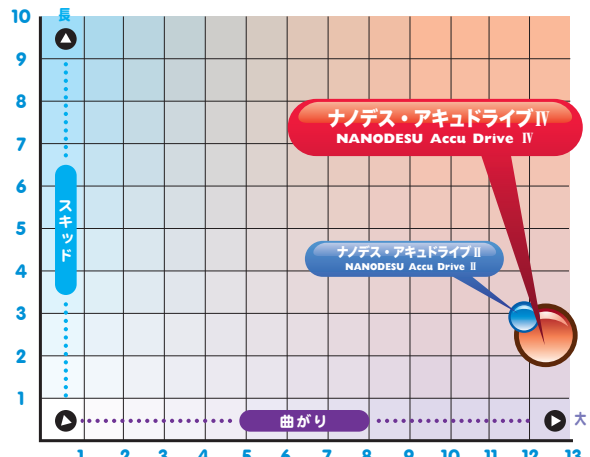 長
10
9
8
7
6
5
4
3
2
1
スキッド
ナノデス・アキュドライブⅣ
NANODESU Accu Drive Ⅳ
ナノデス・アキュドライブⅡ
NANODESU Accu Drive Ⅱ
曲がり
大
1 2 3 4 5 6 7 8 9 10 11 12 13